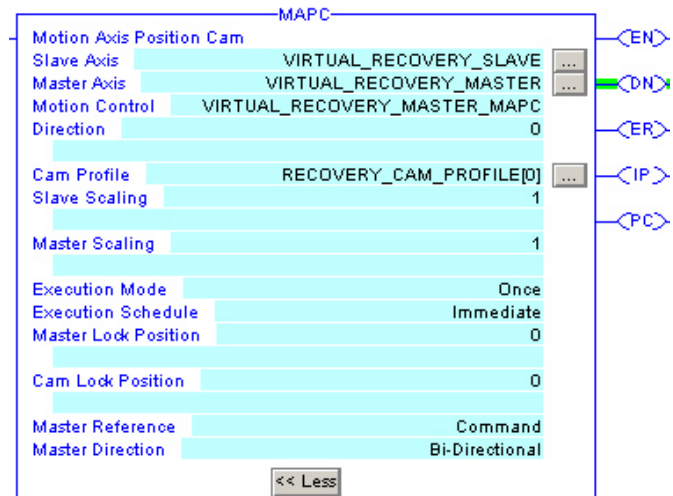 MAPC
Motion Axis Position Cam
EN
Slave Axis VIRTUAL_RECOVERY_SLAVE ...
Master Axis VIRTUAL_RECOVERY_MASTER ... DN
Motion Control VIRTUAL_RECOVERY_MASTER_MAPC
Direction 0 ER
Cam Profile RECOVERY_CAM_PROFILE[0] ... IP
Slave Scaling 1
PC
Master Scaling 1
Execution Mode Once
Execution Schedule Immediate
Master Lock Position 0
Cam Lock Position 0
Master Reference Command
Master Direction Bi-Directional
<< Less